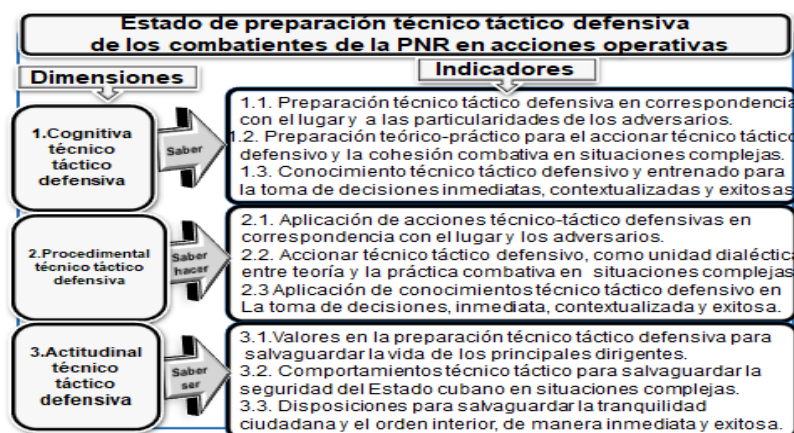 Estado de preparación técnico táctico defensiva
de los combatientes de la PNR en acciones operativas
Dimensiones
Indicadores
1.Cognitiva
técnico
táctico
defensiva
Saber
1.1. Preparación técnico táctico defensiva en correspondencia
con el lugar y a las particularidades de los adversarios.
1.2. Preparación teórico-práctico para el accionar técnico táctico
defensivo y la cohesión combativa en situaciones complejas.
1.3. Conocimiento técnico táctico defensivo y entrenado para
la toma de decisiones inmediatas, contextualizadas y exitosas
2.Procedimental
técnico táctico
defensiva
Saber
hacer
2.1. Aplicación de acciones técnico-táctico defensivas en
correspondencia con el lugar y los adversarios.
2.2. Accionar técnico táctico defensivo, como unidad dialéctica
entre teoría y la práctica combativa en situaciones complejas
2.3 Aplicación de conocimientos técnico táctico defensivo en
La toma de decisiones, inmediata, contextualizada y exitosa.
3.Actitudinal
técnico
táctico
defensiva
Saber
ser
3.1.Valores en la preparación técnico táctico defensiva para
salvaguardar la vida de los principales dirigentes.
3.2. Comportamientos técnico táctico para salvaguardar la
seguridad del Estado cubano en situaciones complejas.
3.3. Disposiciones para salvaguardar la tranquilidad
ciudadana y el orden interior, de manera inmediata y exitosa.